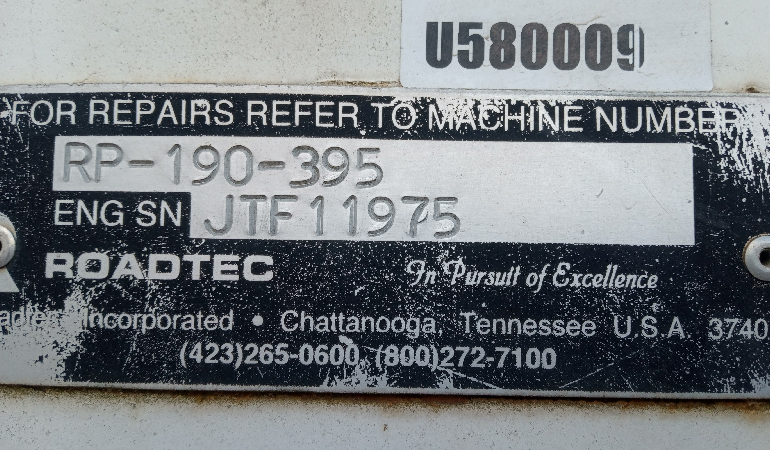 U580009
FOR REPAIRS REFER TO MACHINE NUMBER
RP-190-395
ENG SN JTF11975
ROADTEC In Pursuit of Excellence
Incorporated • Chattanooga, Tennessee U.S.A. 3740
(423)265-0600, (800)272-7100